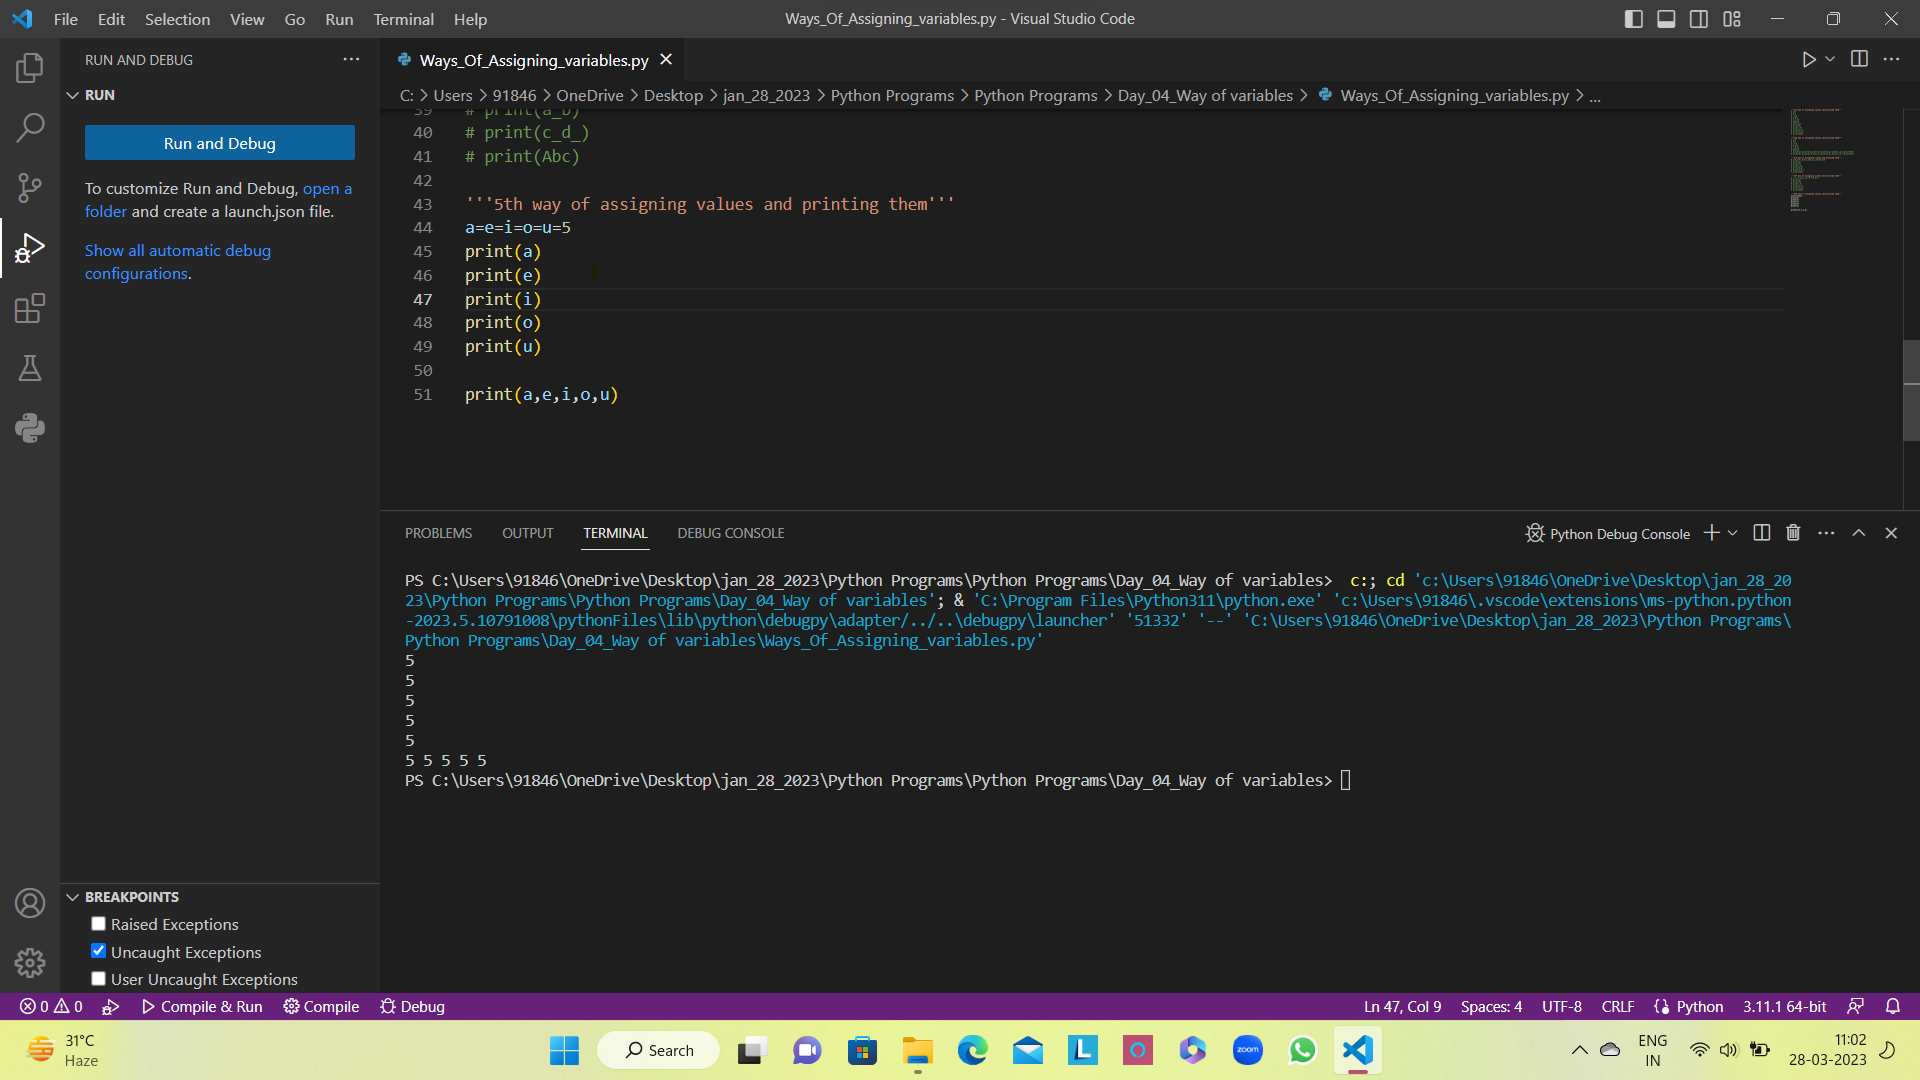 File Edit Selection View Go Run Terminal Help
Ways_Of_Assigning_variables.py - Visual Studio Code
RUN AND DEBUG
RUN
Run and Debug
To customize Run and Debug, open a
folder and create a launch.json file.
Show all automatic debug
configurations.
Ways_Of_Assigning_variables.py
C: > Users > 91846 > OneDrive > Desktop > jan_28_2023 > Python Programs > Python Programs > Day_04_Way of variables > Ways_Of_Assigning_variables.py > ...
39 # print(a_b)
40 # print(c_d_)
41 # print(Abc)
42
43 '''5th way of assigning values and printing them'''
44 a=e=i=o=u=5
45 print(a)
46 print(e)
47 print(i)
48 print(o)
49 print(u)
50
51 print(a,e,i,o,u)
PROBLEMS OUTPUT TERMINAL DEBUG CONSOLE
Python Debug Console
PS C:\Users\91846\OneDrive\Desktop\jan_28_2023\Python Programs\Python Programs\Day_04_Way of variables>  c:; cd 'c:\Users\91846\OneDrive\Desktop\jan_28_20
23\Python Programs\Python Programs\Day_04_Way of variables'; & 'C:\Program Files\Python311\python.exe' 'c:\Users\91846\.vscode\extensions\ms-python.python
-2023.5.10791008\pythonFiles\lib\python\debugpy\adapter/../..\debugpy\launcher' '51332' '--' 'C:\Users\91846\OneDrive\Desktop\jan_28_2023\Python Programs\
Python Programs\Day_04_Way of variables\Ways_Of_Assigning_variables.py'
5
5
5
5
5
5 5 5 5 5
PS C:\Users\91846\OneDrive\Desktop\jan_28_2023\Python Programs\Python Programs\Day_04_Way of variables>
BREAKPOINTS
Raised Exceptions
Uncaught Exceptions
User Uncaught Exceptions
0 0 Compile & Run Compile Debug
Ln 47, Col 9 Spaces: 4 UTF-8 CRLF Python 3.11.1 64-bit
31°C
Haze
Search
L
zoom
ENG
IN
11:02
28-03-2023